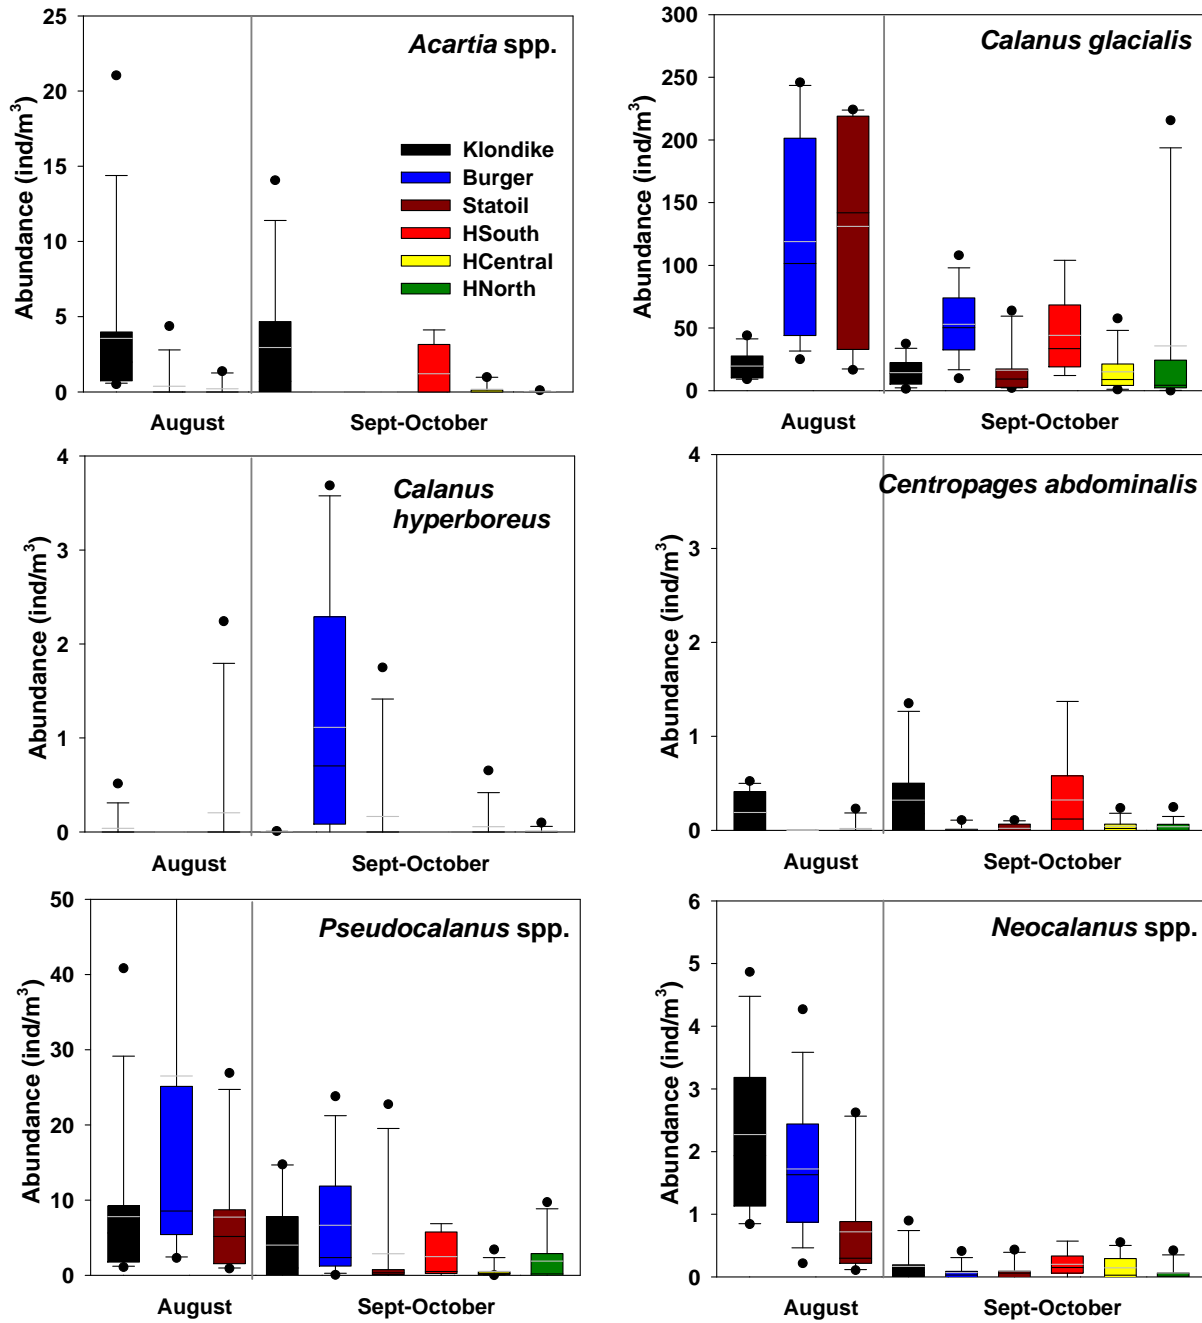 Acartia spp.
Abundance (ind/m³)
25
20
15
10
5
0
Klondike
Burger
Statoil
HSouth
HCentral
HNorth
August
Sept-October
Calanus glacialis
Abundance (ind/m³)
300
250
200
150
100
50
0
August
Sept-October
Calanus
hyperboreus
Abundance (ind/m³)
4
3
2
1
0
August
Sept-October
Centropages abdominalis
Abundance (ind/m³)
4
3
2
1
0
August
Sept-October
Pseudocalanus spp.
Abundance (ind/m³)
50
40
30
20
10
0
August
Sept-October
Neocalanus spp.
Abundance (ind/m³)
6
5
4
3
2
1
0
August
Sept-October